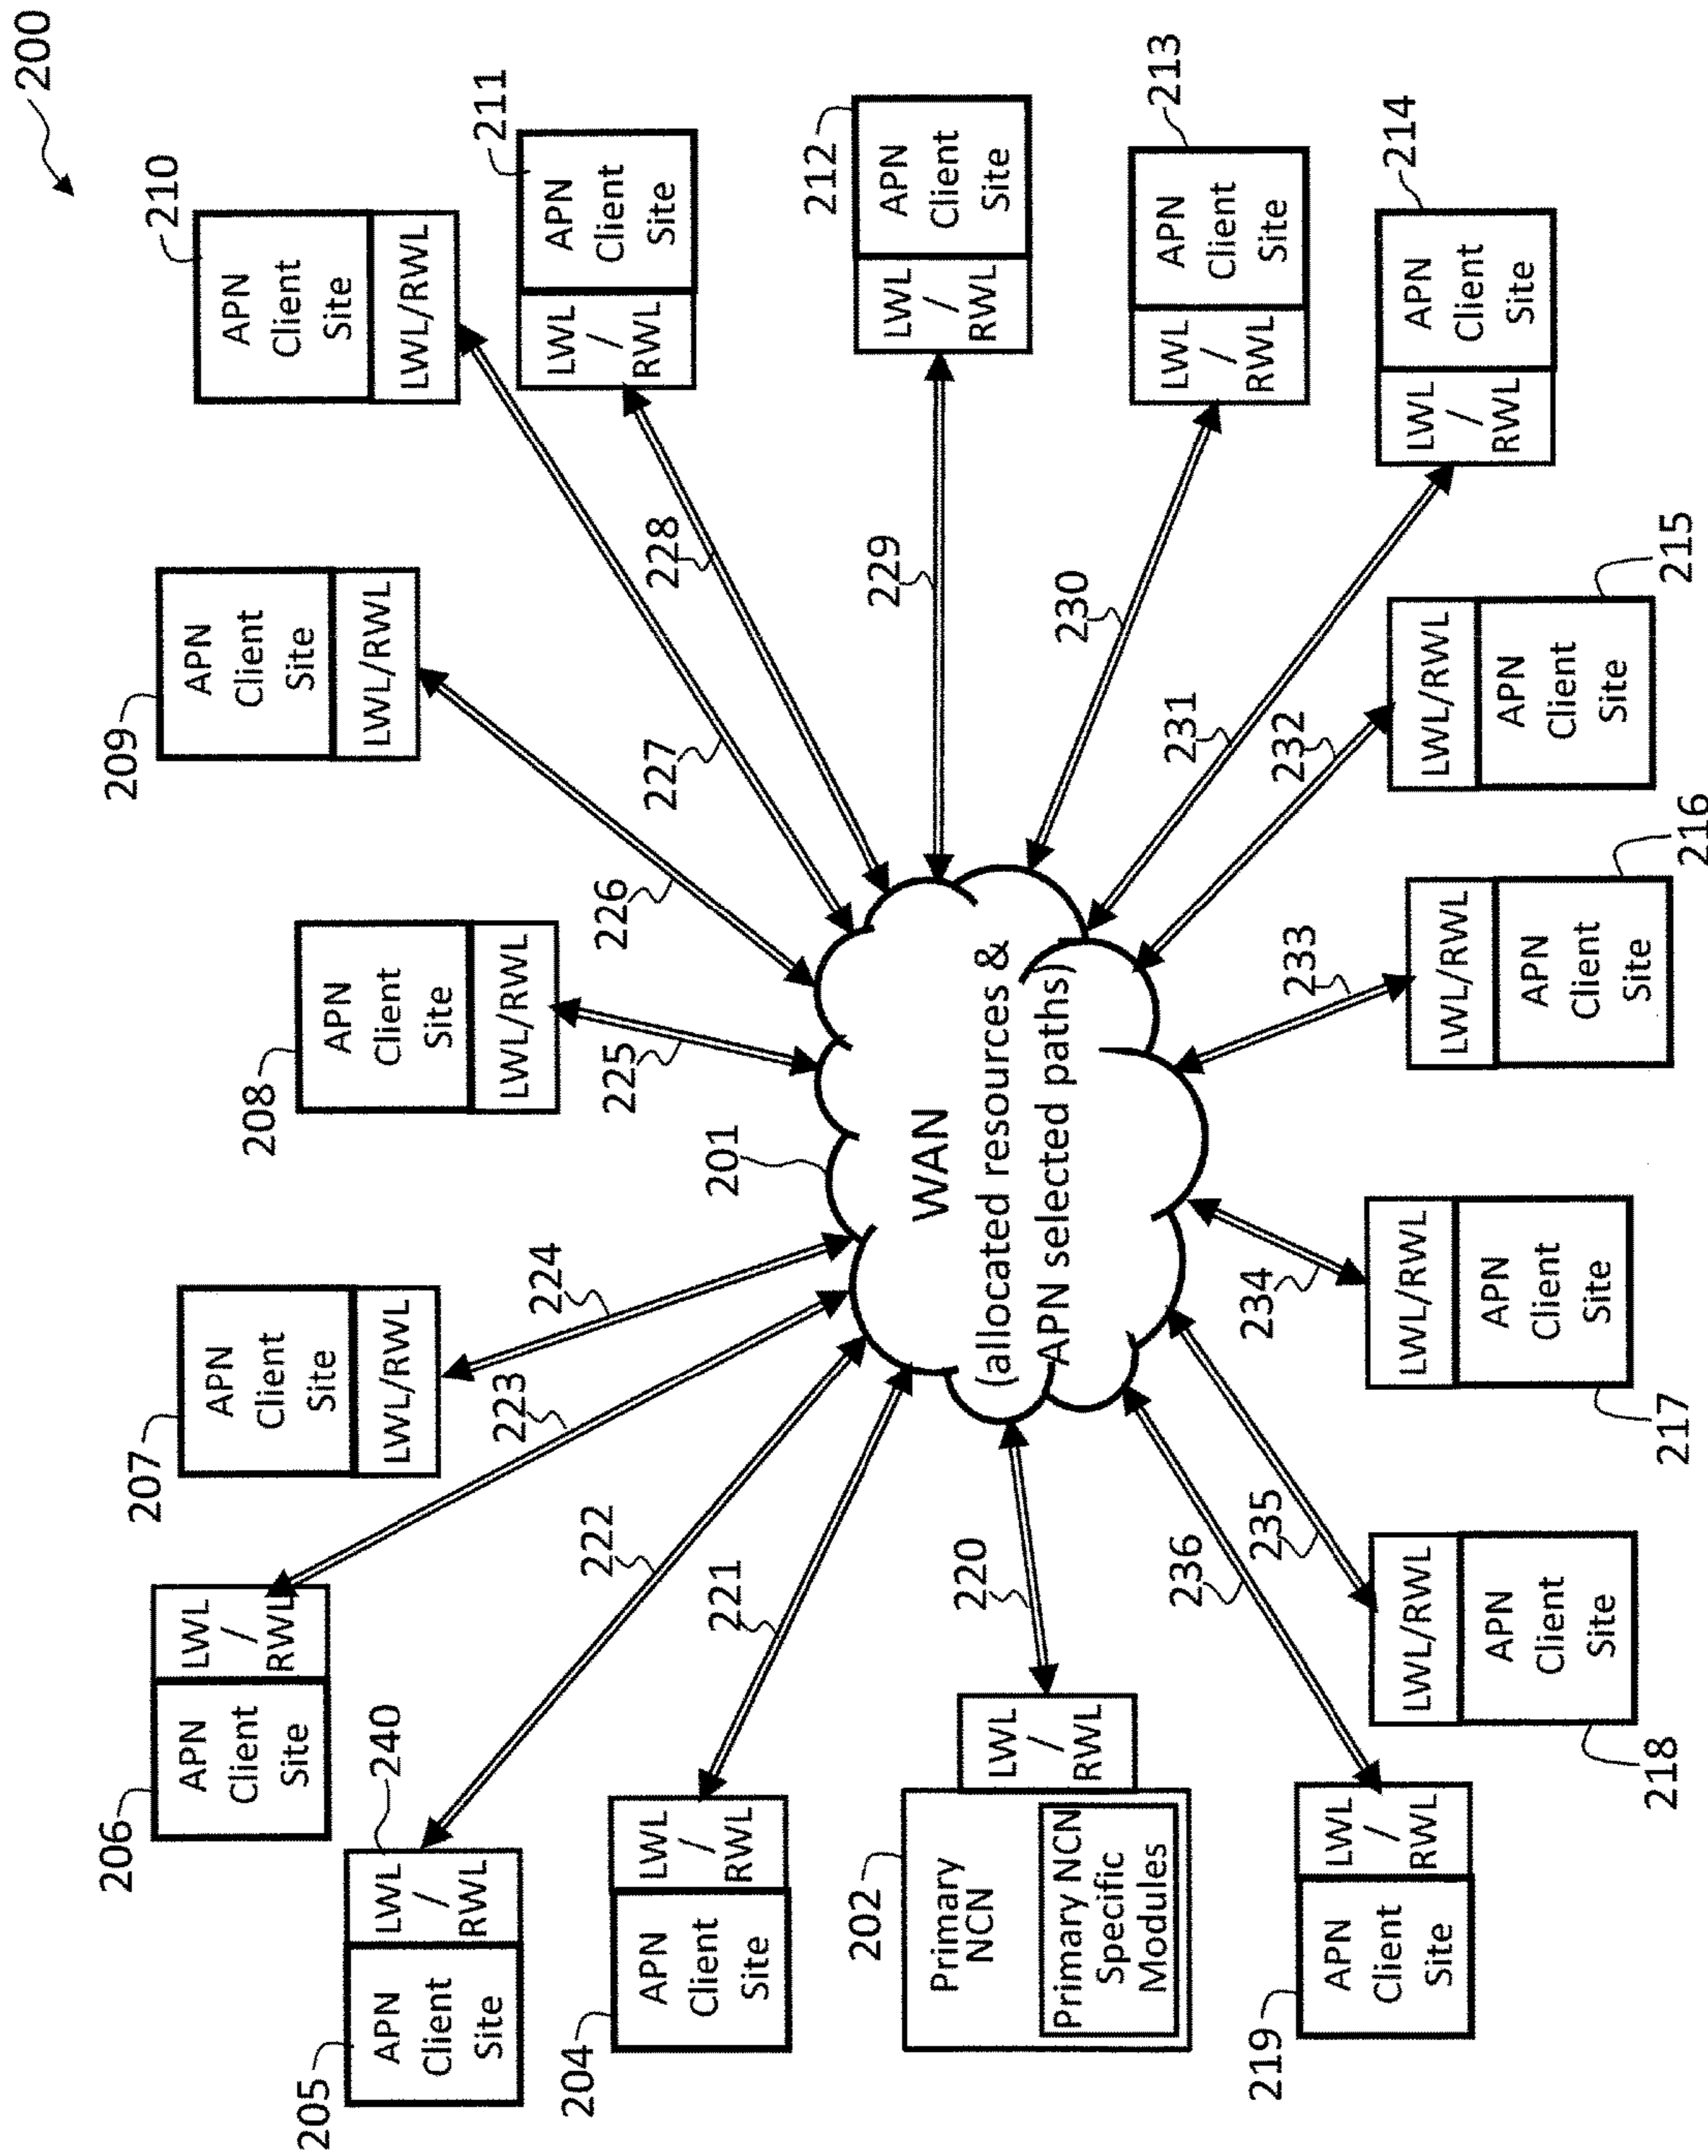 200
206
APN
Client
Site
LWL
/
RWL
207
APN
Client
Site
LWL/RWL
208
APN
Client
Site
LWL/RWL
209
APN
Client
Site
LWL/RWL
210
APN
Client
Site
LWL/RWL
205
APN
Client
Site
240
LWL
/
RWL
223
224
225
226
227
228
211
LWL
/
RWL
APN
Client
Site
222
204
APN
Client
Site
LWL
/
RWL
221
201
WAN
(allocated resources &
APN selected paths)
229
212
LWL
/
RWL
APN
Client
Site
202
Primary
NCN
Primary NCN
Specific
Modules
LWL
/
RWL
220
230
213
LWL
/
RWL
APN
Client
Site
236
235
234
233
232
231
214
LWL
/
RWL
APN
Client
Site
219
APN
Client
Site
LWL
/
RWL
LWL/RWL
APN
Client
Site
218
LWL/RWL
APN
Client
Site
217
LWL/RWL
APN
Client
Site
216
LWL/RWL
APN
Client
Site
215